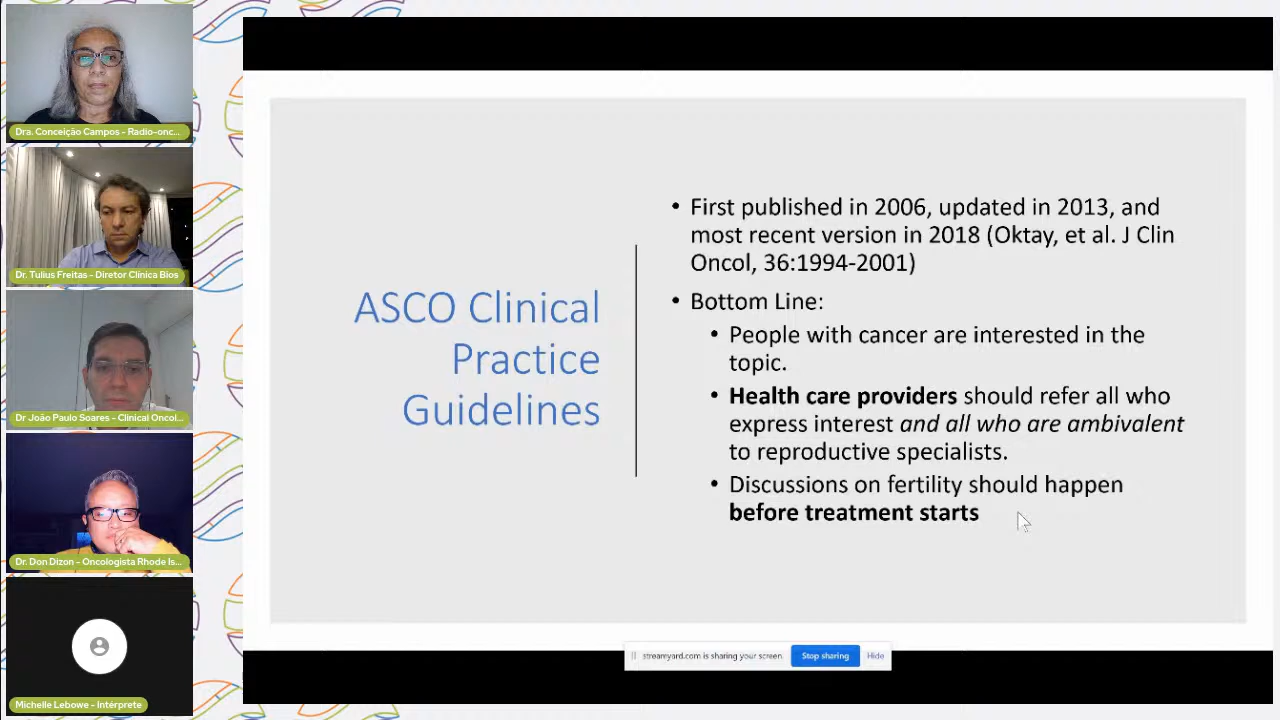 Dra. Conceição Campos - Radio-onc...
Dr. Tulius Freitas - Diretor Clínica Bios
Dr João Paulo Soares - Clinical Oncol...
Dr. Don Dizon - Oncologista Rhode Is...
Michelle Lebowe - Intérprete
ASCO Clinical
Practice
Guidelines
• First published in 2006, updated in 2013, and
most recent version in 2018 (Oktay, et al. J Clin
Oncol, 36:1994-2001)
• Bottom Line:
• People with cancer are interested in the
topic.
• Health care providers should refer all who
express interest and all who are ambivalent
to reproductive specialists.
• Discussions on fertility should happen
before treatment starts
streamyard.com is sharing your screen.
Stop sharing
Hide